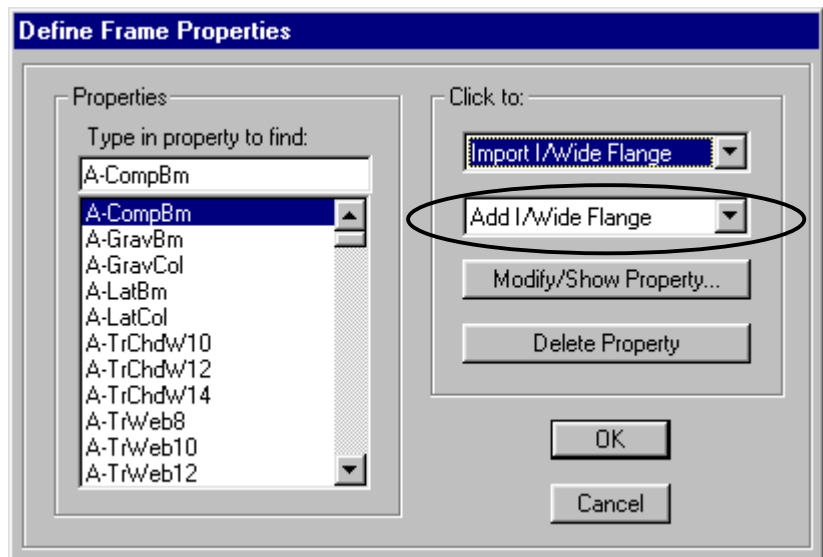 Define Frame Properties
Properties
Type in property to find:
A-CompBm
A-CompBm
A-GravBm
A-GravCol
A-LatBm
A-LatCol
A-TrChdW10
A-TrChdW12
A-TrChdW14
A-TrWeb8
A-TrWeb10
A-TrWeb12
Click to:
Import I/Wide Flange
Add I/Wide Flange
Modify/Show Property...
Delete Property
OK
Cancel